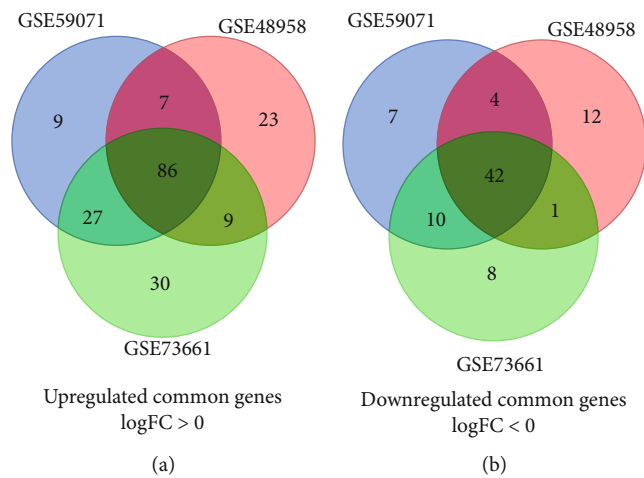 GSE59071
GSE48958
9
7
23
86
27
9
30
GSE73661
Upregulated common genes
logFC > 0
(a)
GSE59071
GSE48958
7
4
12
42
10
1
8
GSE73661
Downregulated common genes
logFC < 0
(b)